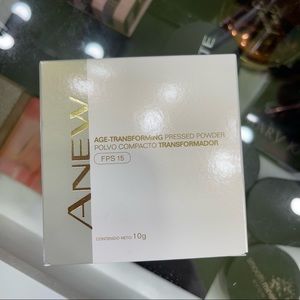 ANEW
AGE-TRANSFORMING PRESSED POWDER
POLVO COMPACTO TRANSFORMADOR
FPS 15
CONTENIDO NETO 10g